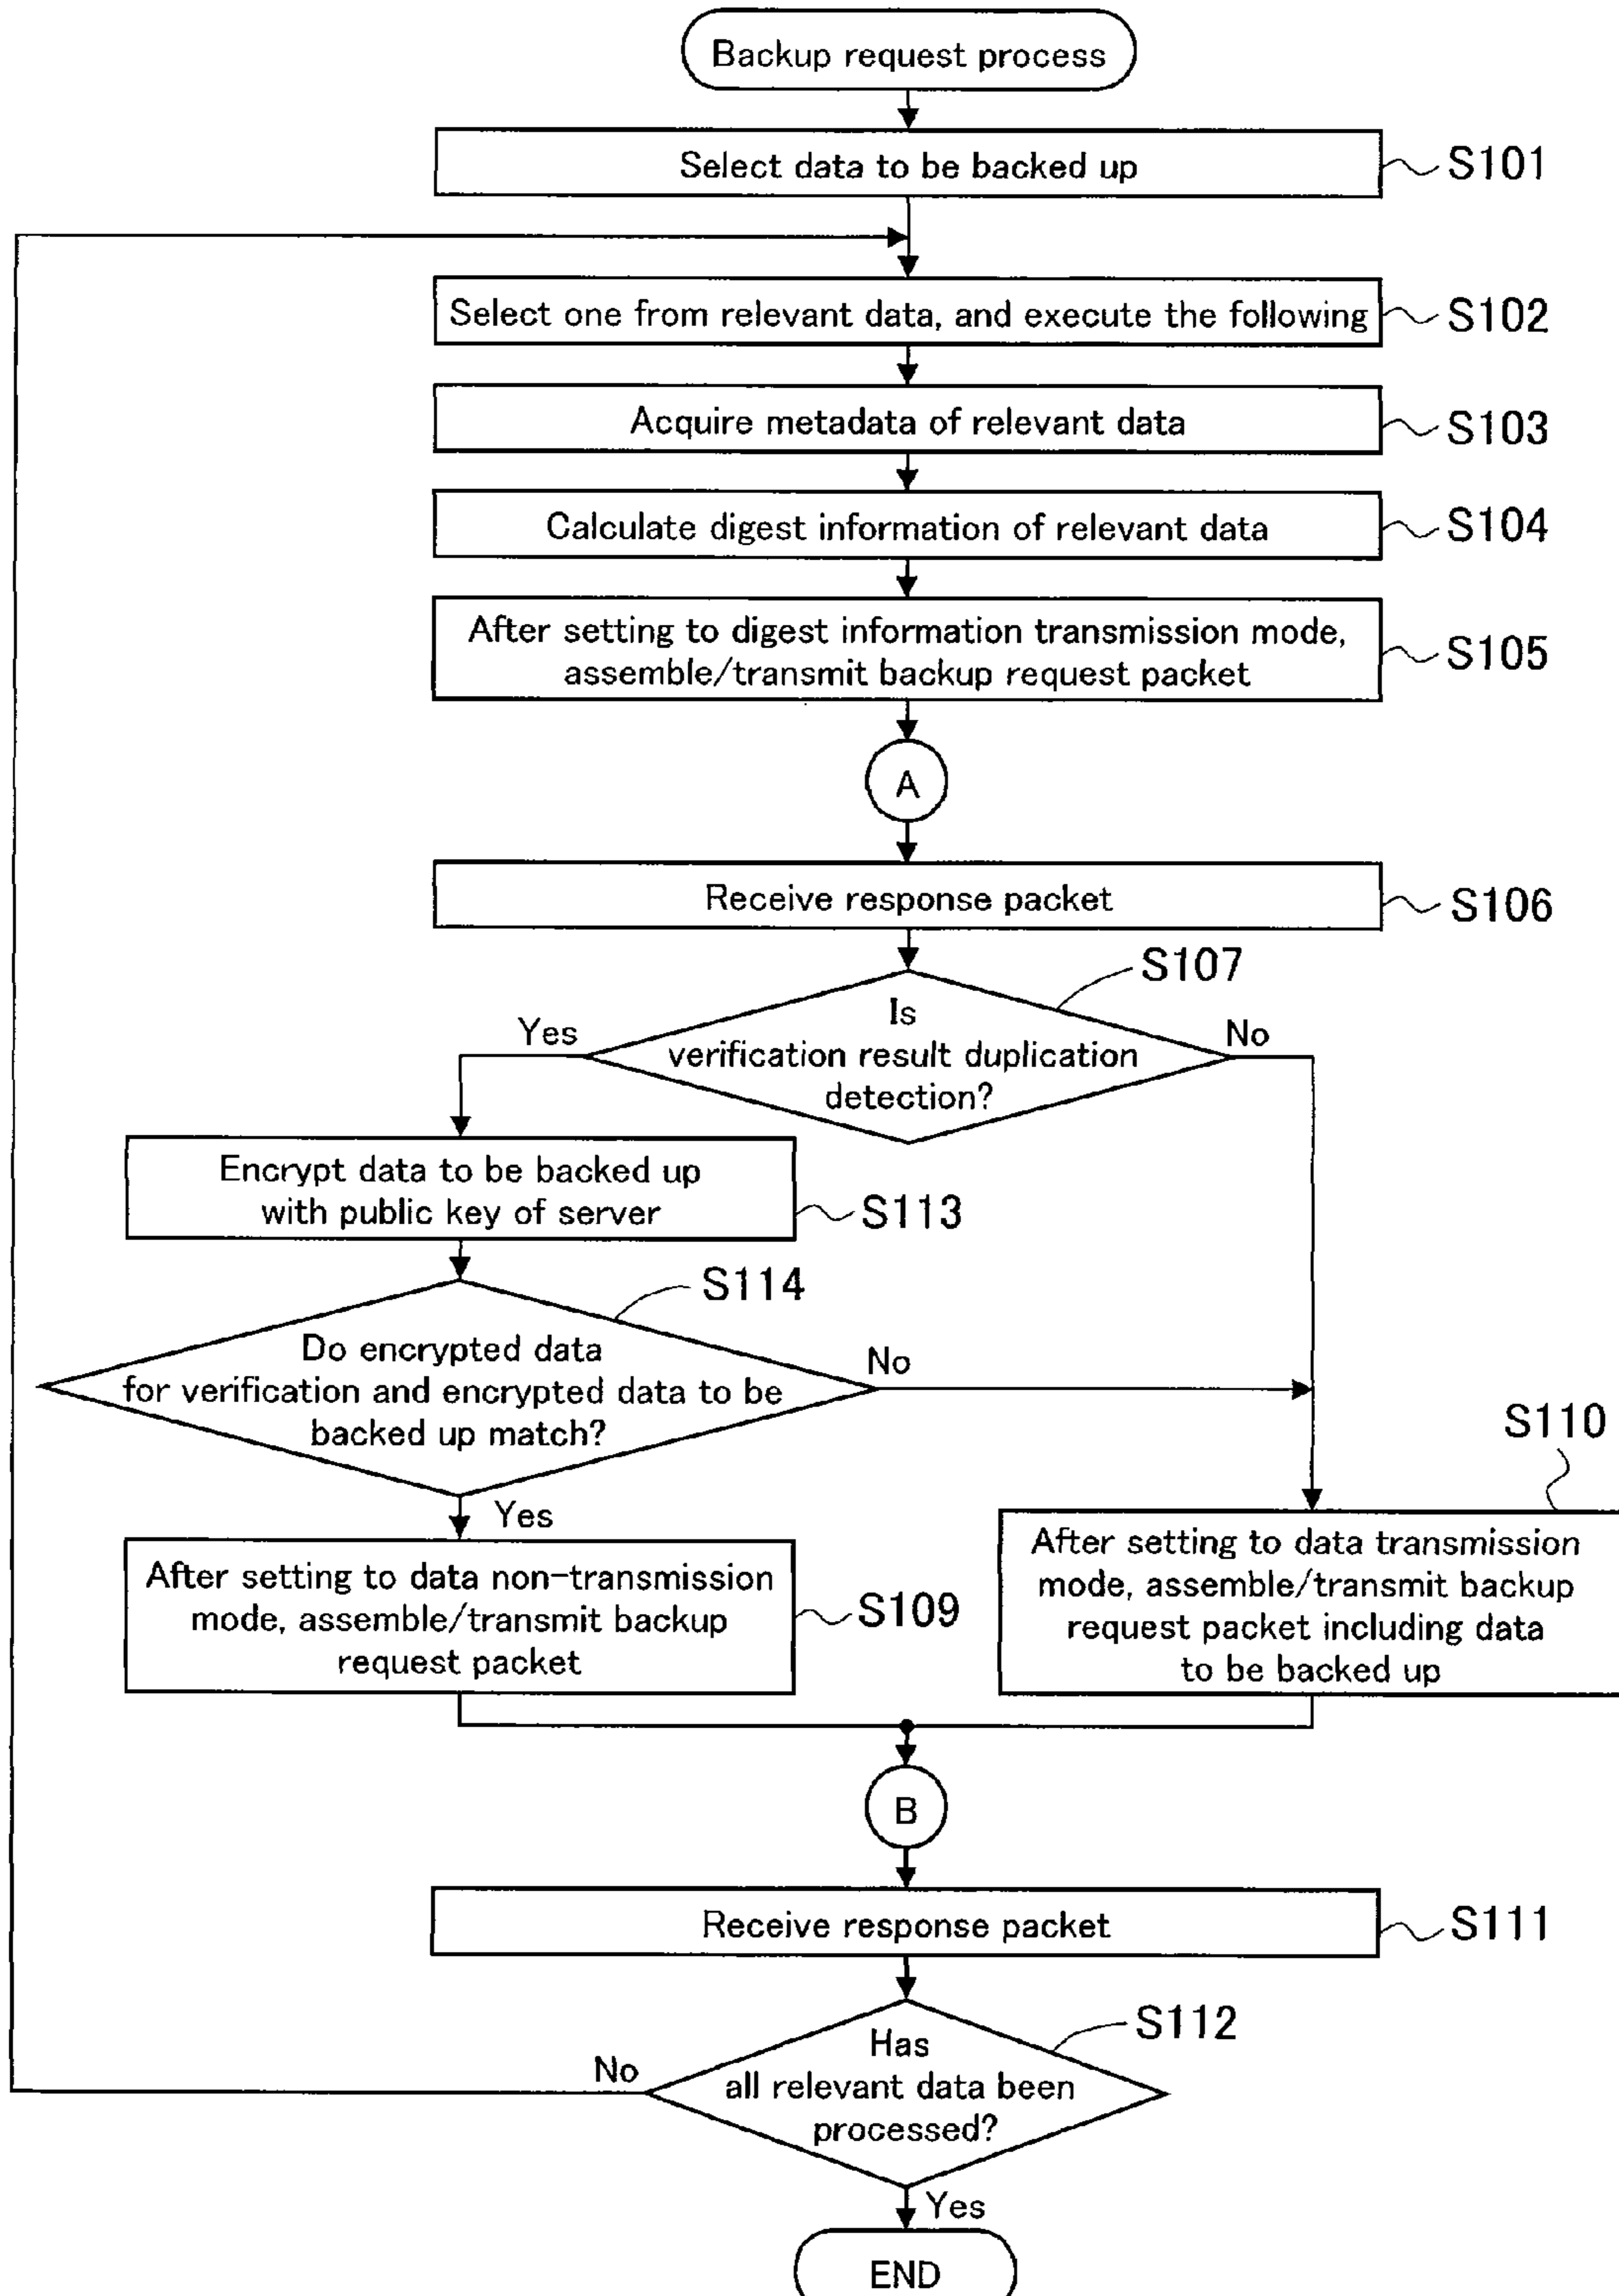 Backup request process
Select data to be backed up
S101
Select one from relevant data, and execute the following
S102
Acquire metadata of relevant data
S103
Calculate digest information of relevant data
S104
After setting to digest information transmission mode,
assemble/transmit backup request packet
S105
A
Receive response packet
S106
S107
Is
verification result duplication
detection?
Yes
No
Encrypt data to be backed up
with public key of server
S113
S114
Do encrypted data
for verification and encrypted data to be
backed up match?
No
Yes
After setting to data non-transmission
mode, assemble/transmit backup
request packet
S109
S110
After setting to data transmission
mode, assemble/transmit backup
request packet including data
to be backed up
B
Receive response packet
S111
S112
Has
all relevant data been
processed?
No
Yes
END